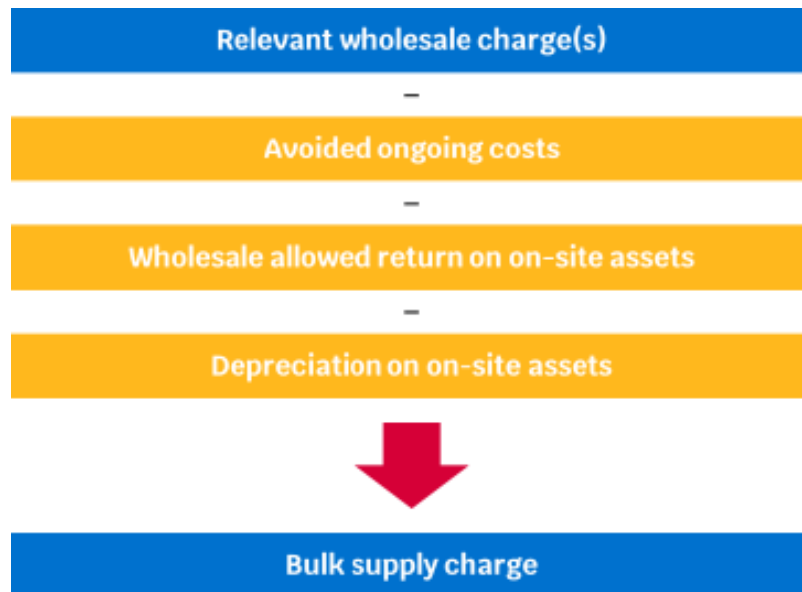 Relevant wholesale charge(s)
–
Avoided ongoing costs
–
Wholesale allowed return on on-site assets
–
Depreciation on on-site assets
Bulk supply charge